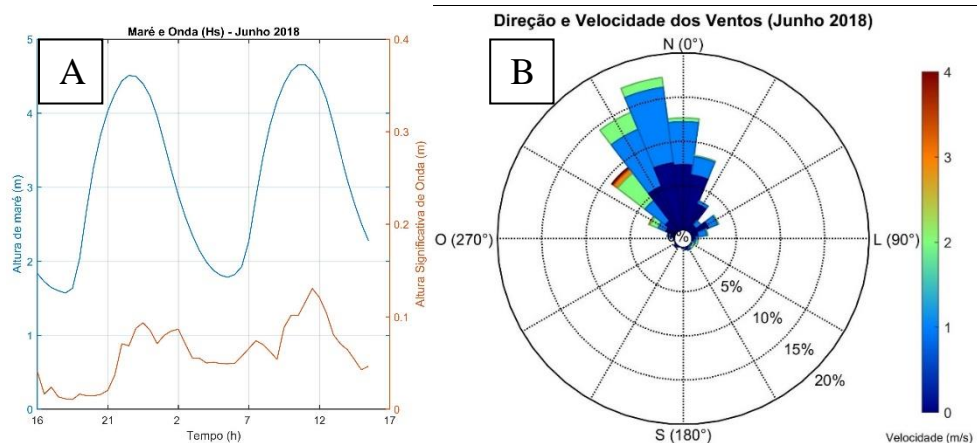 A
Maré e Onda (Hs) - Junho 2018
Altura de maré (m)
5
4
3
2
1
0
16
21
2
7
12
17
Tempo (h)
0.4
0.3
0.2
0.1
0
Altura Significativa de Onda (m)
B
Direção e Velocidade dos Ventos (Junho 2018)
N (0°)
O (270°)
L (90°)
S (180°)
%
5%
10%
15%
20%
4
3
2
1
0
Velocidade (m/s)